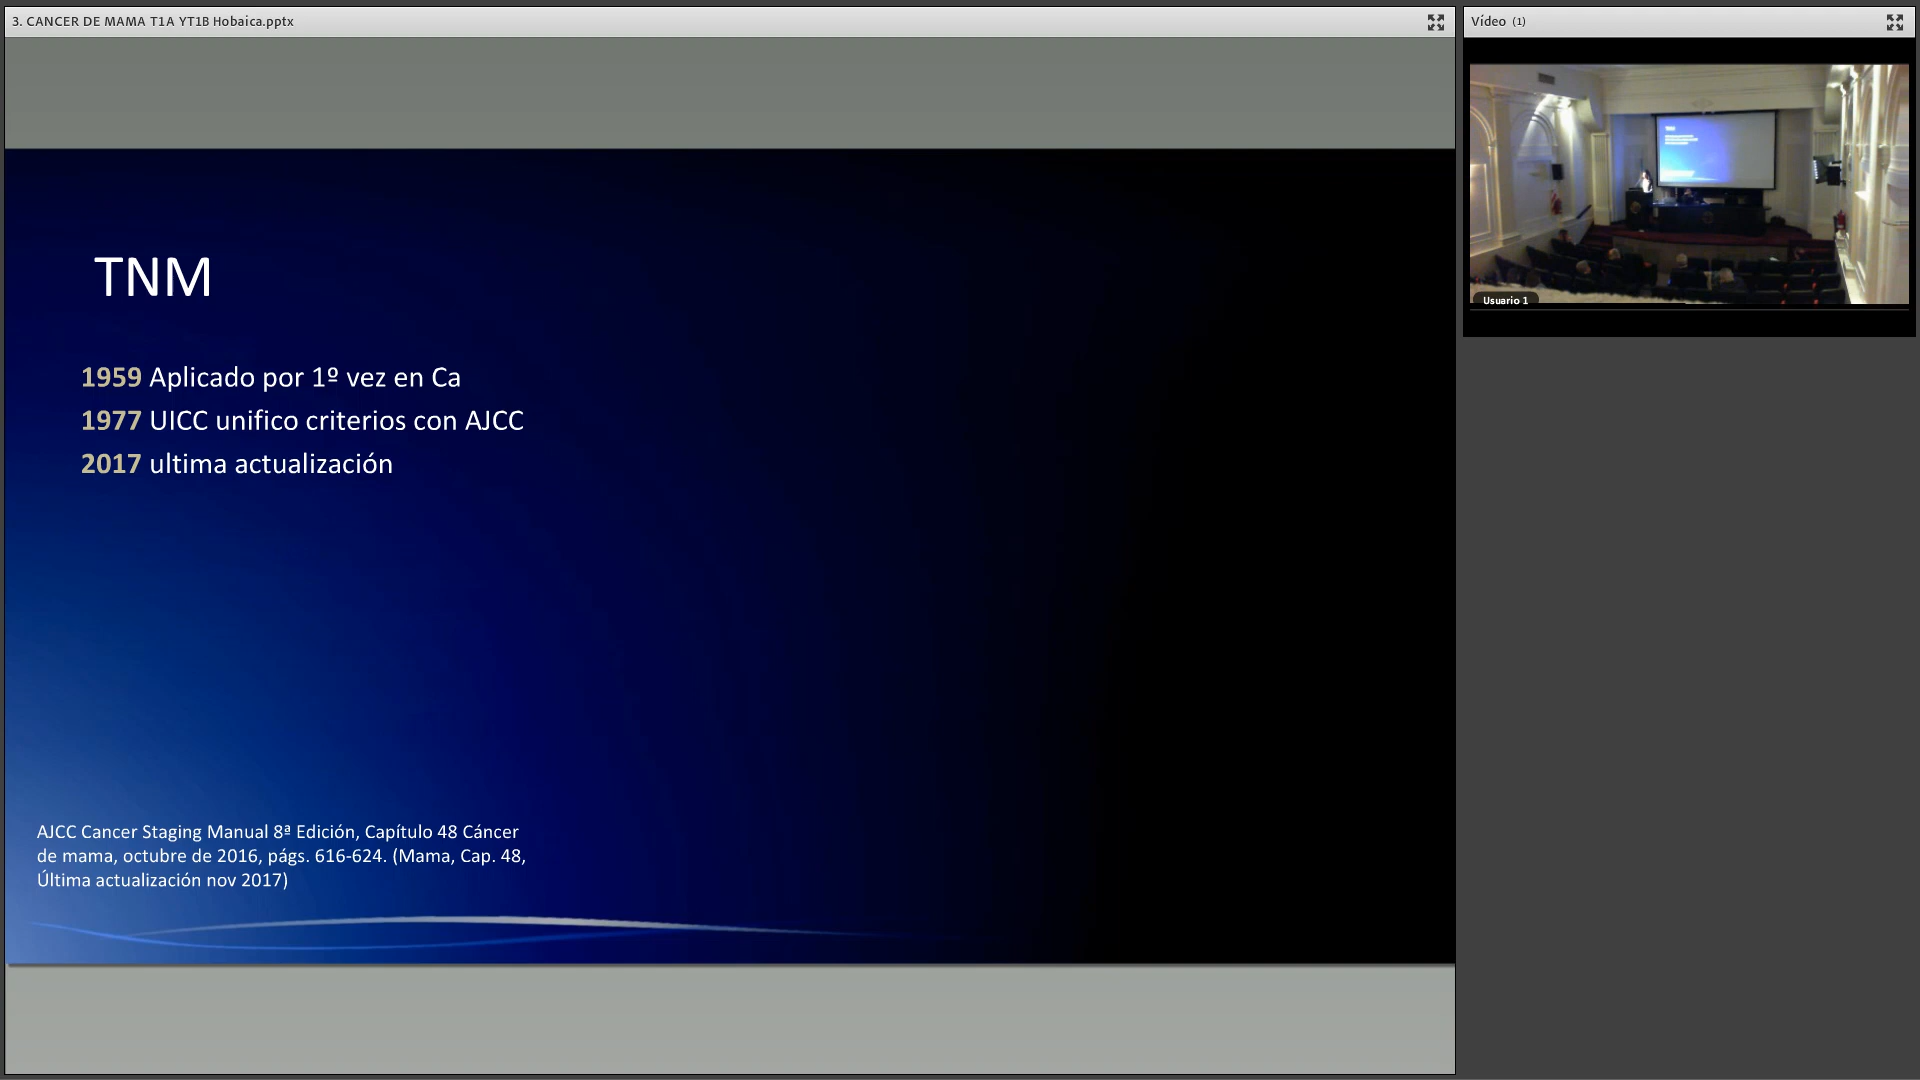 3. CANCER DE MAMA T1A YT1B Hobaica.pptx
TNM
1959 Aplicado por 1º vez en Ca
1977 UICC unifico criterios con AJCC
2017 ultima actualización
AJCC Cancer Staging Manual 8ª Edición, Capítulo 48 Cáncer
de mama, octubre de 2016, págs. 616-624. (Mama, Cap. 48,
Última actualización nov 2017)
Vídeo (1)
TNM
Usuario 1